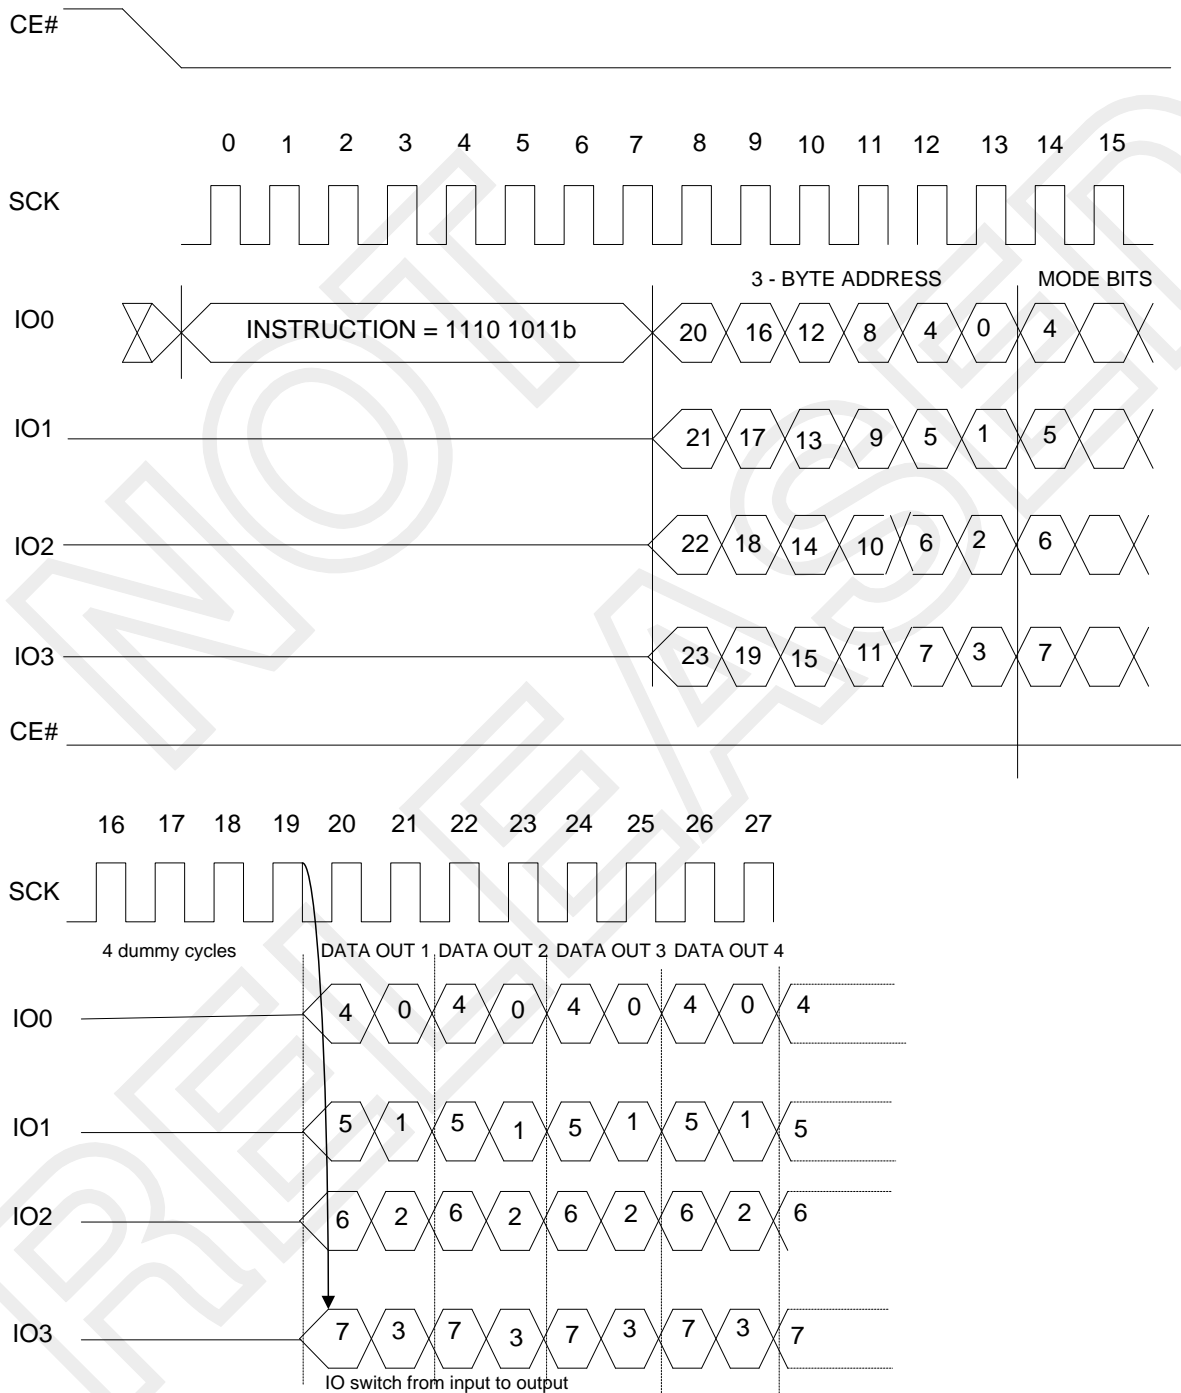 CE#
0 1 2 3 4 5 6 7 8 9 10 11 12 13 14 15
SCK
3 - BYTE ADDRESS MODE BITS
IO0 INSTRUCTION = 1110 1011b 20 16 12 8 4 0 4
IO1 21 17 13 9 5 1 5
IO2 22 18 14 10 6 2 6
IO3 23 19 15 11 7 3 7
CE#
16 17 18 19 20 21 22 23 24 25 26 27
SCK
4 dummy cycles DATA OUT 1 DATA OUT 2 DATA OUT 3 DATA OUT 4
IO0 4 0 4 0 4 0 4 0 4
IO1 5 1 5 1 5 1 5 1 5
IO2 6 2 6 2 6 2 6 2 6
IO3 7 3 7 3 7 3 7 3 7
IO switch from input to output
NOT
RELEASED